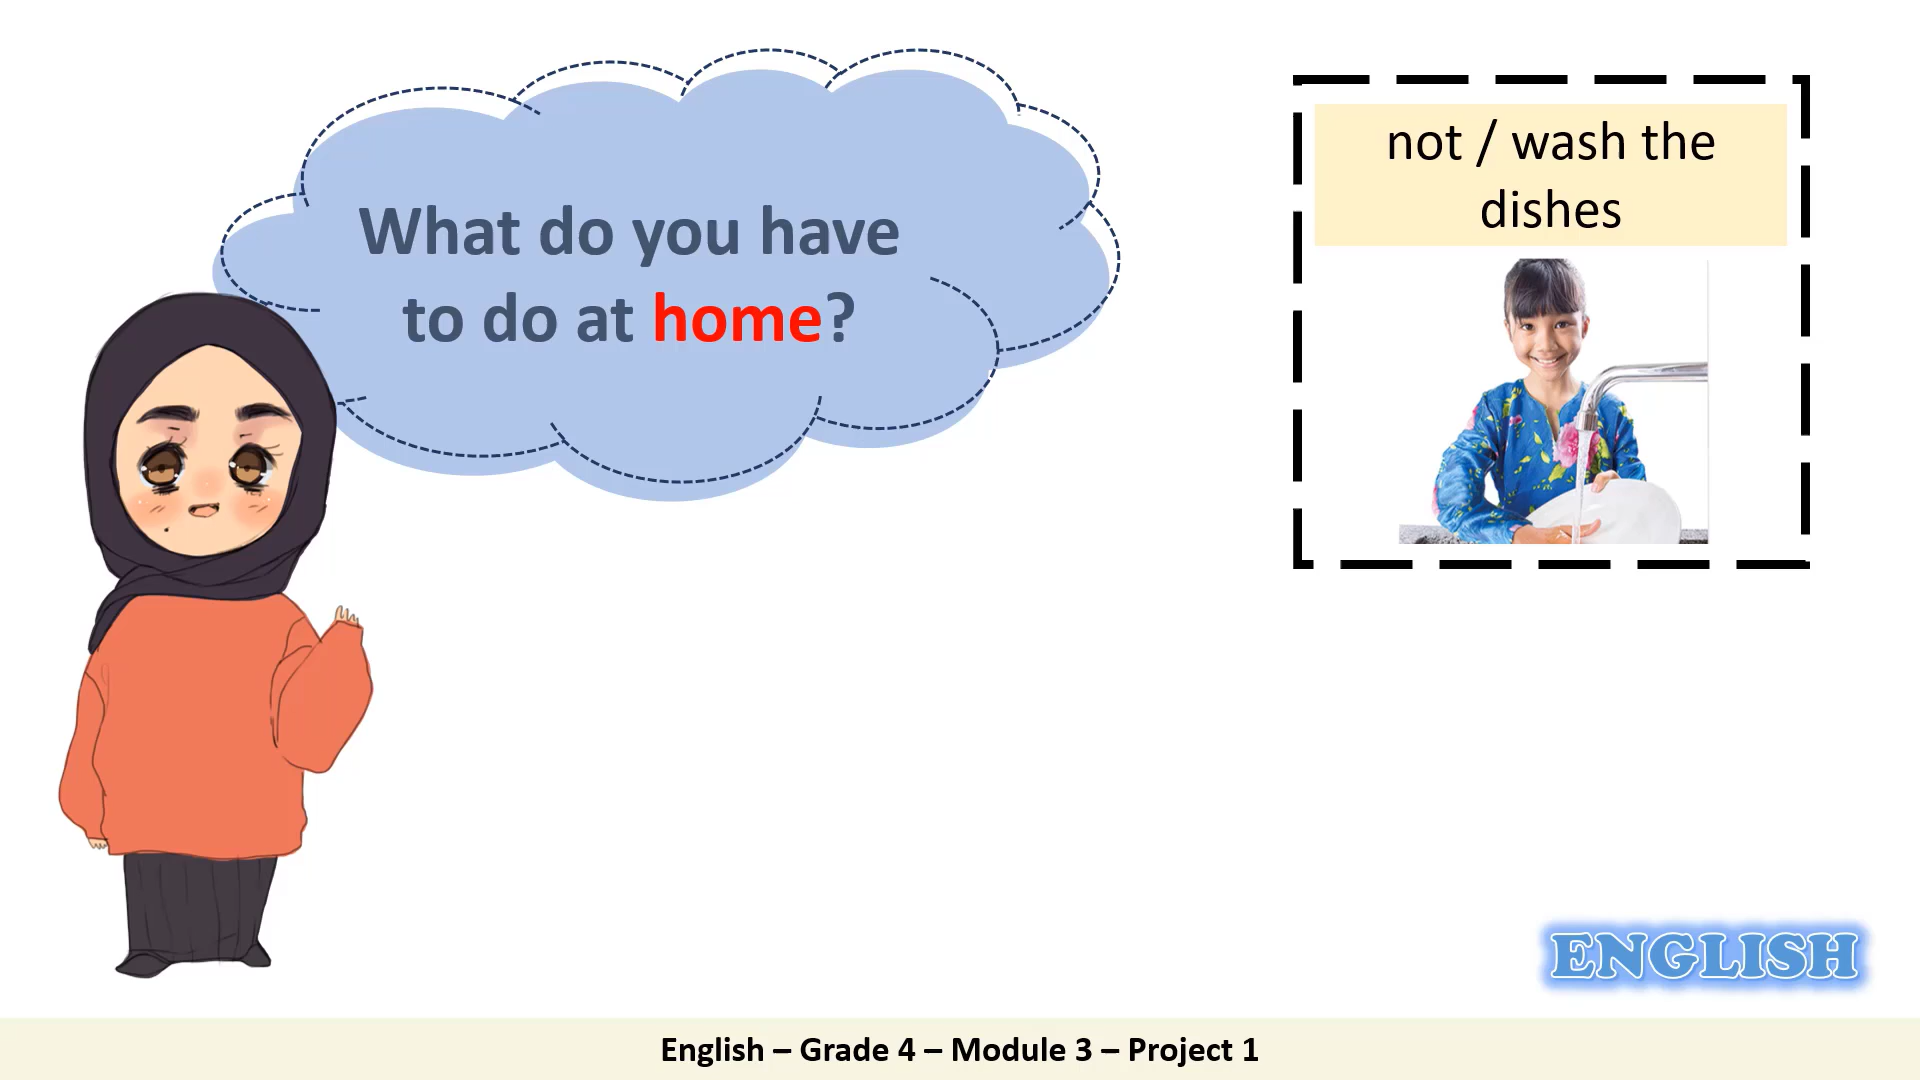 What do you have
to do at home?
not / wash the
dishes
ENGLISH
English – Grade 4 – Module 3 – Project 1